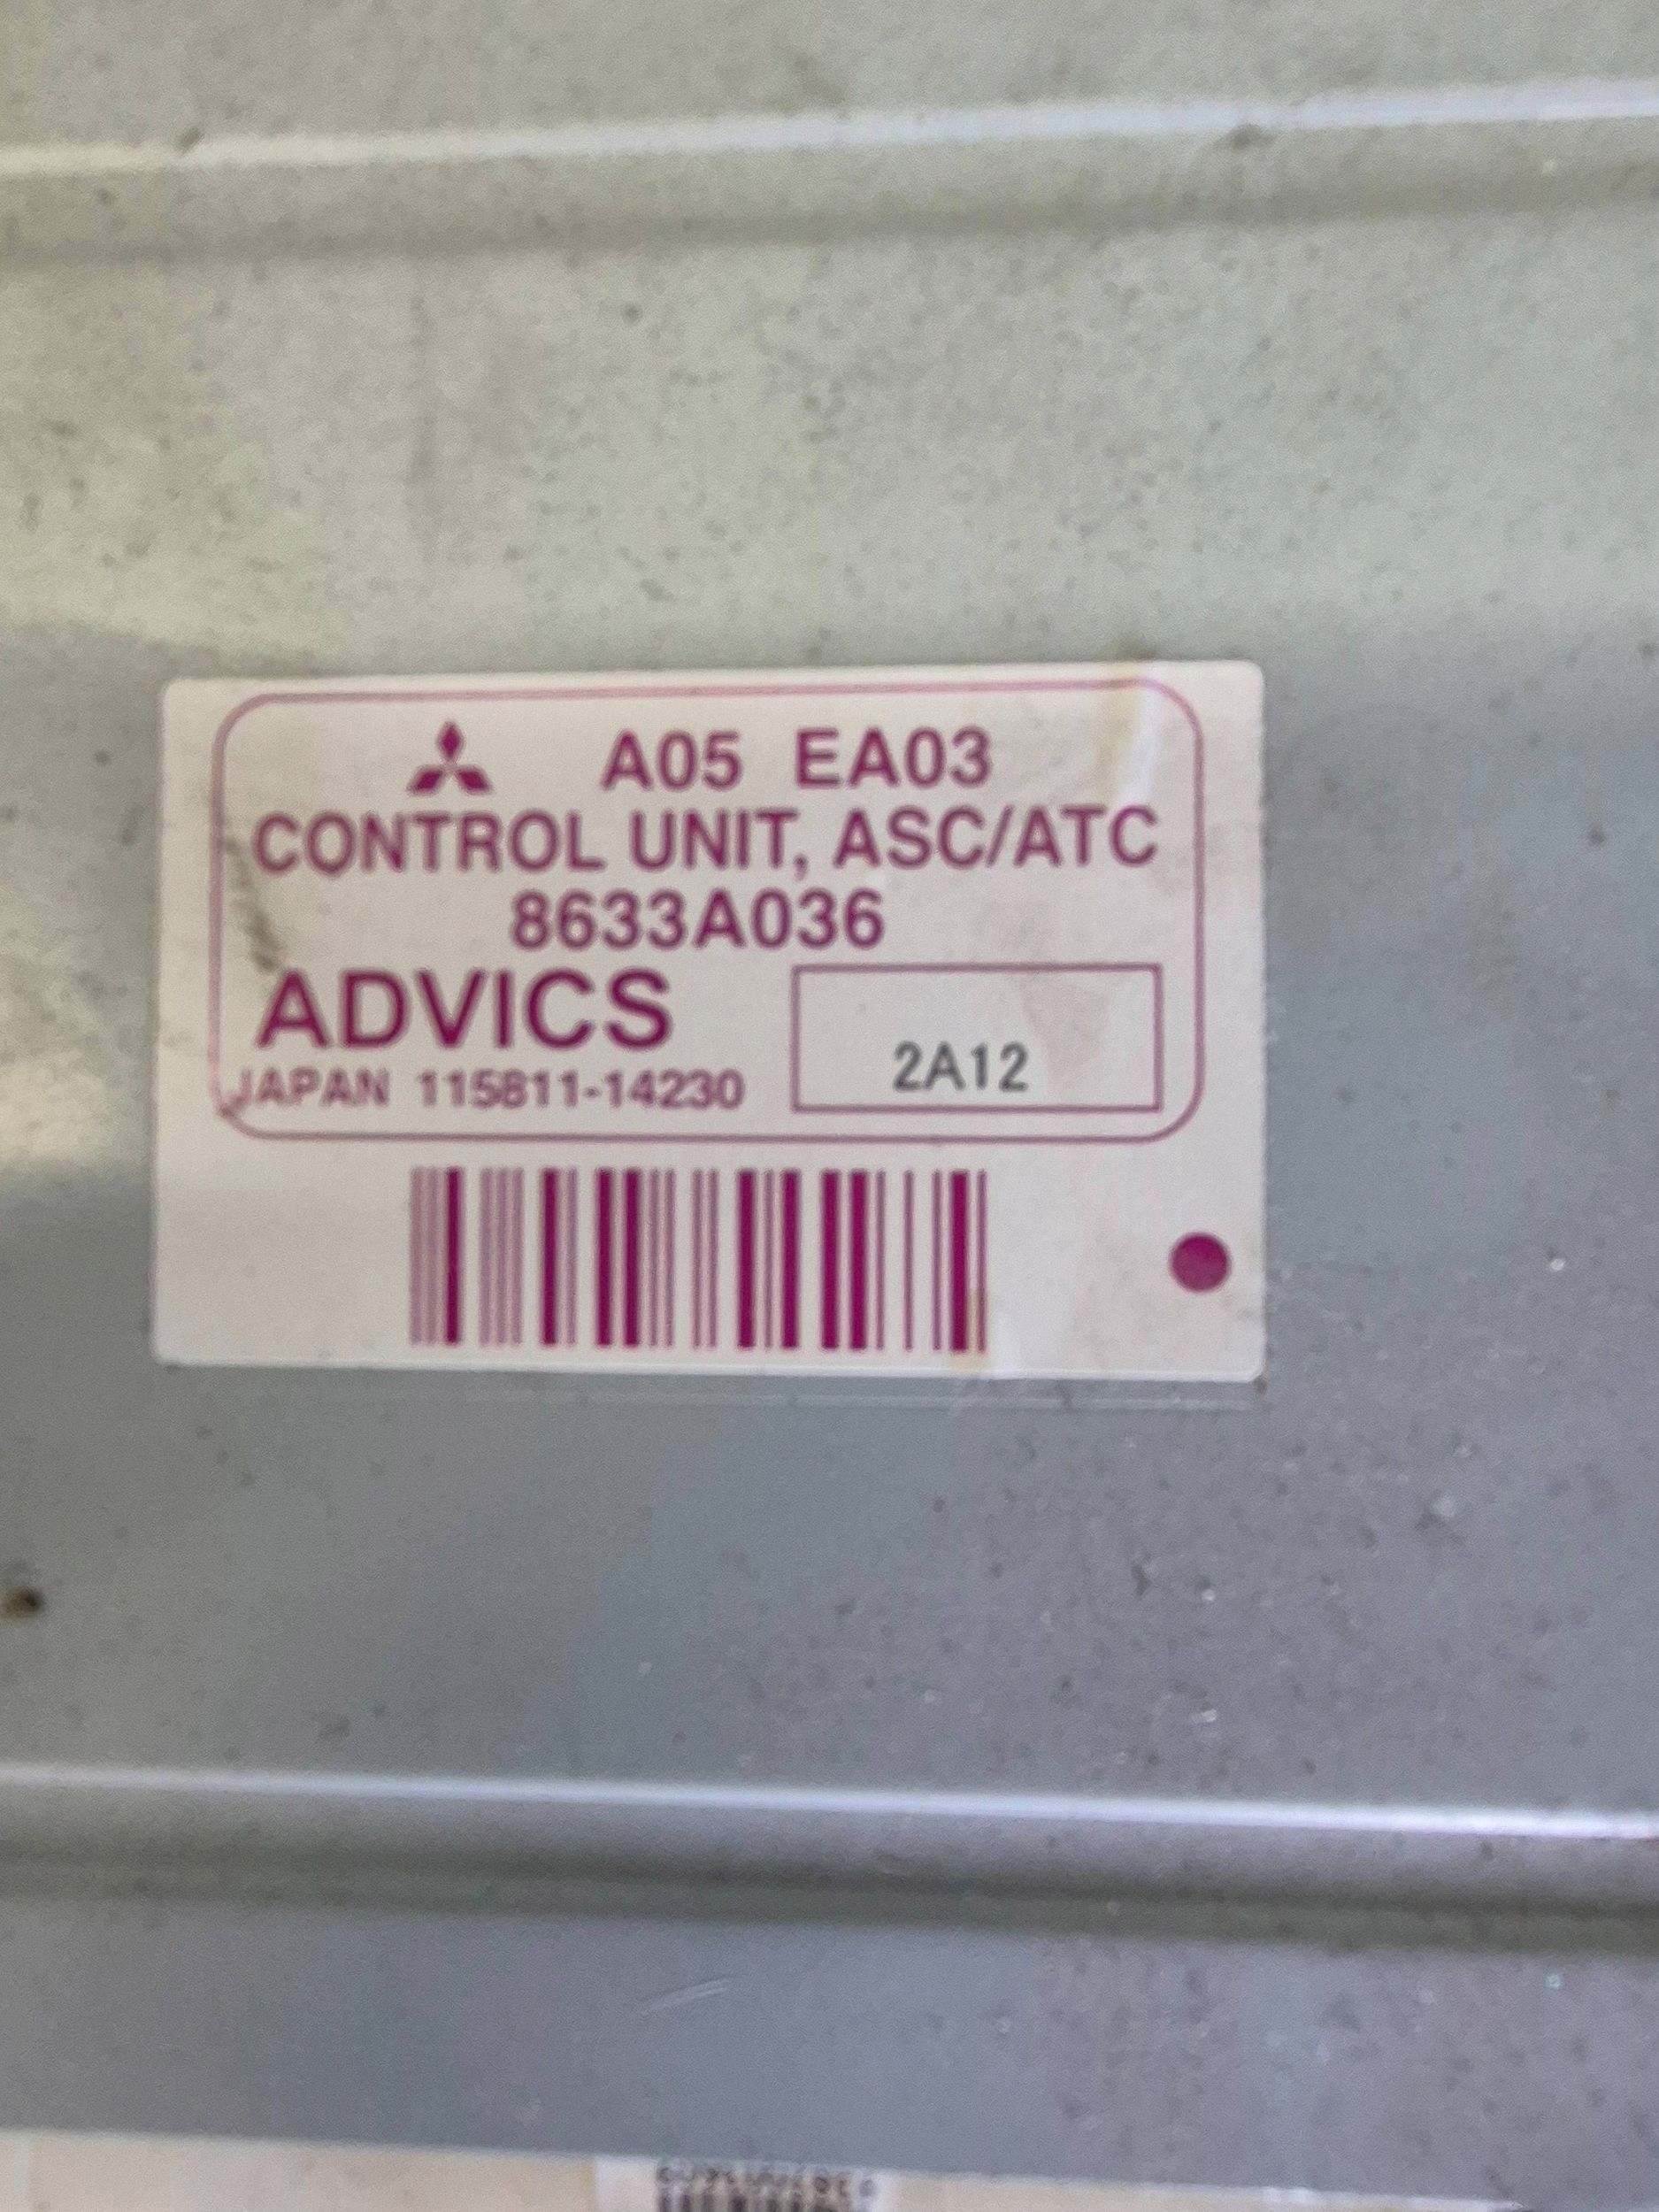 A05 EA03
CONTROL UNIT, ASC/ATC
8633A036
ADVICS
2A12
JAPAN 115811-14230